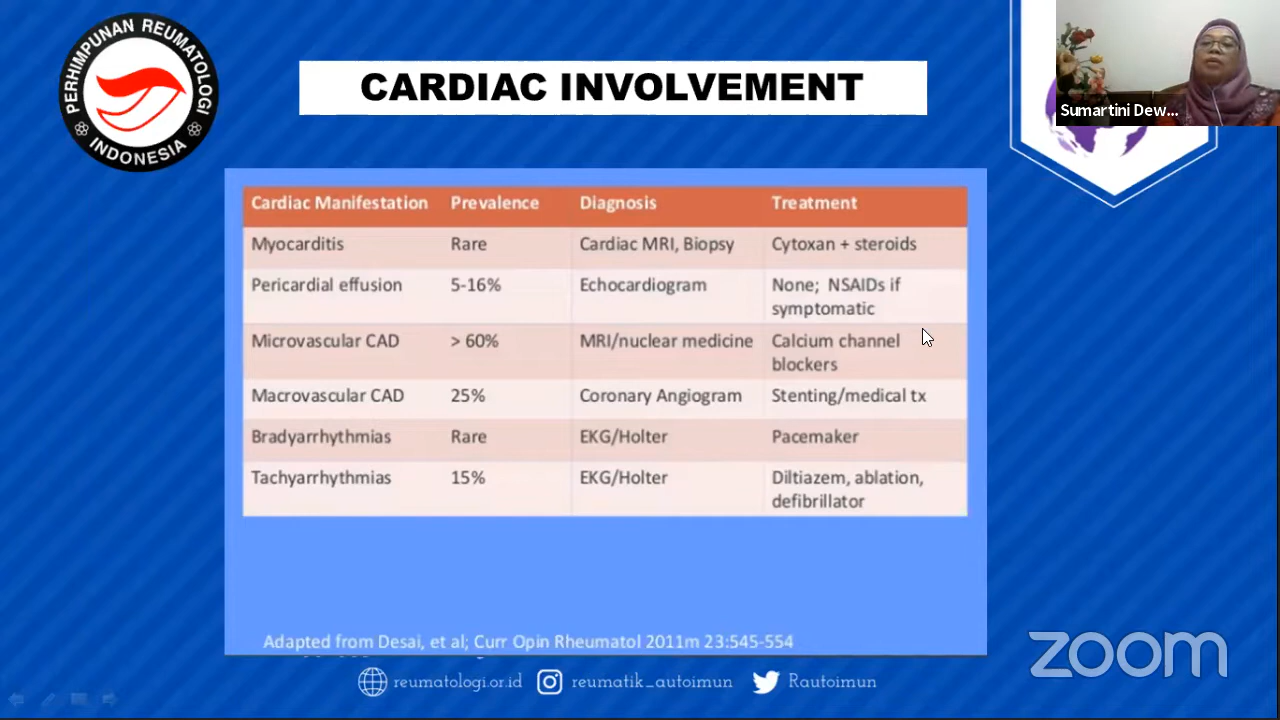 PERHIMPUNAN REUMATOLOGI
INDONESIA
CARDIAC INVOLVEMENT
Sumartini Dew...
Cardiac Manifestation Prevalence Diagnosis Treatment
Myocarditis Rare Cardiac MRI, Biopsy Cytoxan + steroids
Pericardial effusion 5-16% Echocardiogram None; NSAIDs if
symptomatic
Microvascular CAD > 60% MRI/nuclear medicine Calcium channel
blockers
Macrovascular CAD 25% Coronary Angiogram Stenting/medical tx
Bradyarrhythmias Rare EKG/Holter Pacemaker
Tachyarrhythmias 15% EKG/Holter Diltiazem, ablation,
defibrillator
Adapted from Desai, et al; Curr Opin Rheumatol 2011m 23:545-554
reumatologi.or.id reumatik_autoimun Rautoimun
zoom